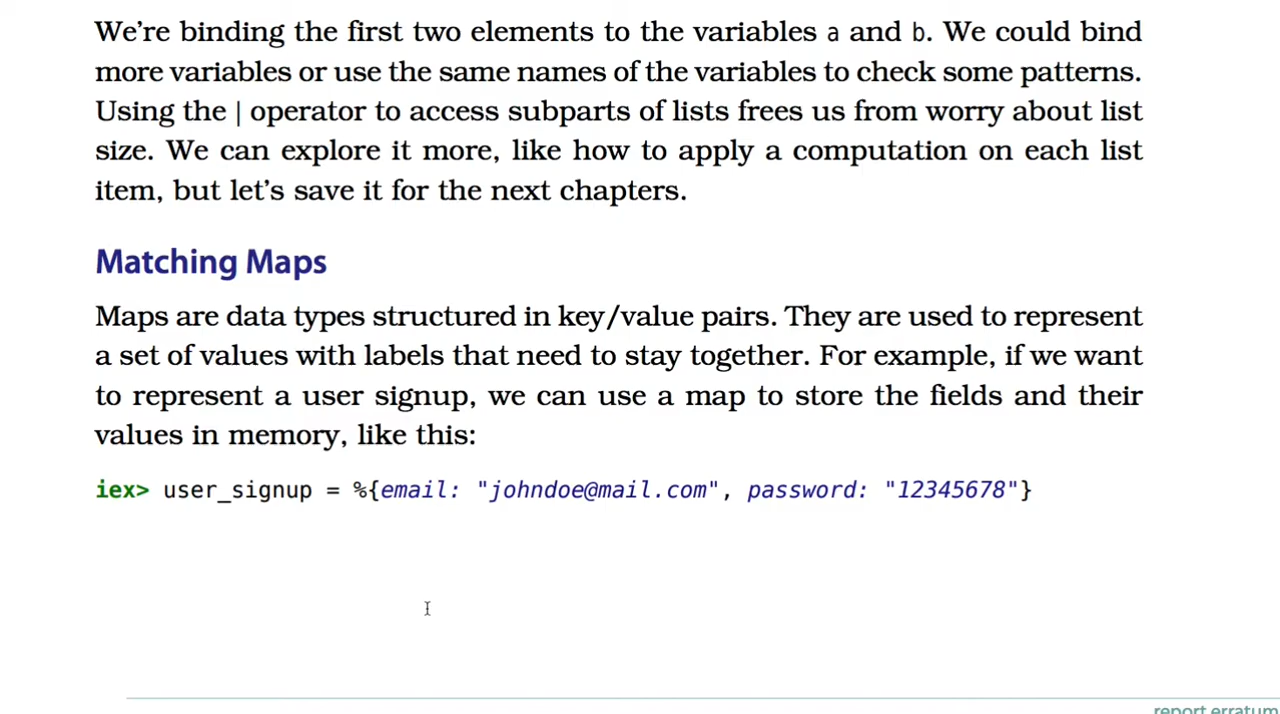 We're binding the first two elements to the variables a and b. We could bind
more variables or use the same names of the variables to check some patterns.
Using the | operator to access subparts of lists frees us from worry about list
size. We can explore it more, like how to apply a computation on each list
item, but let's save it for the next chapters.
Matching Maps
Maps are data types structured in key/value pairs. They are used to represent
a set of values with labels that need to stay together. For example, if we want
to represent a user signup, we can use a map to store the fields and their
values in memory, like this:
iex> user_signup = %{email: "johndoe@mail.com", password: "12345678"}
report erratum